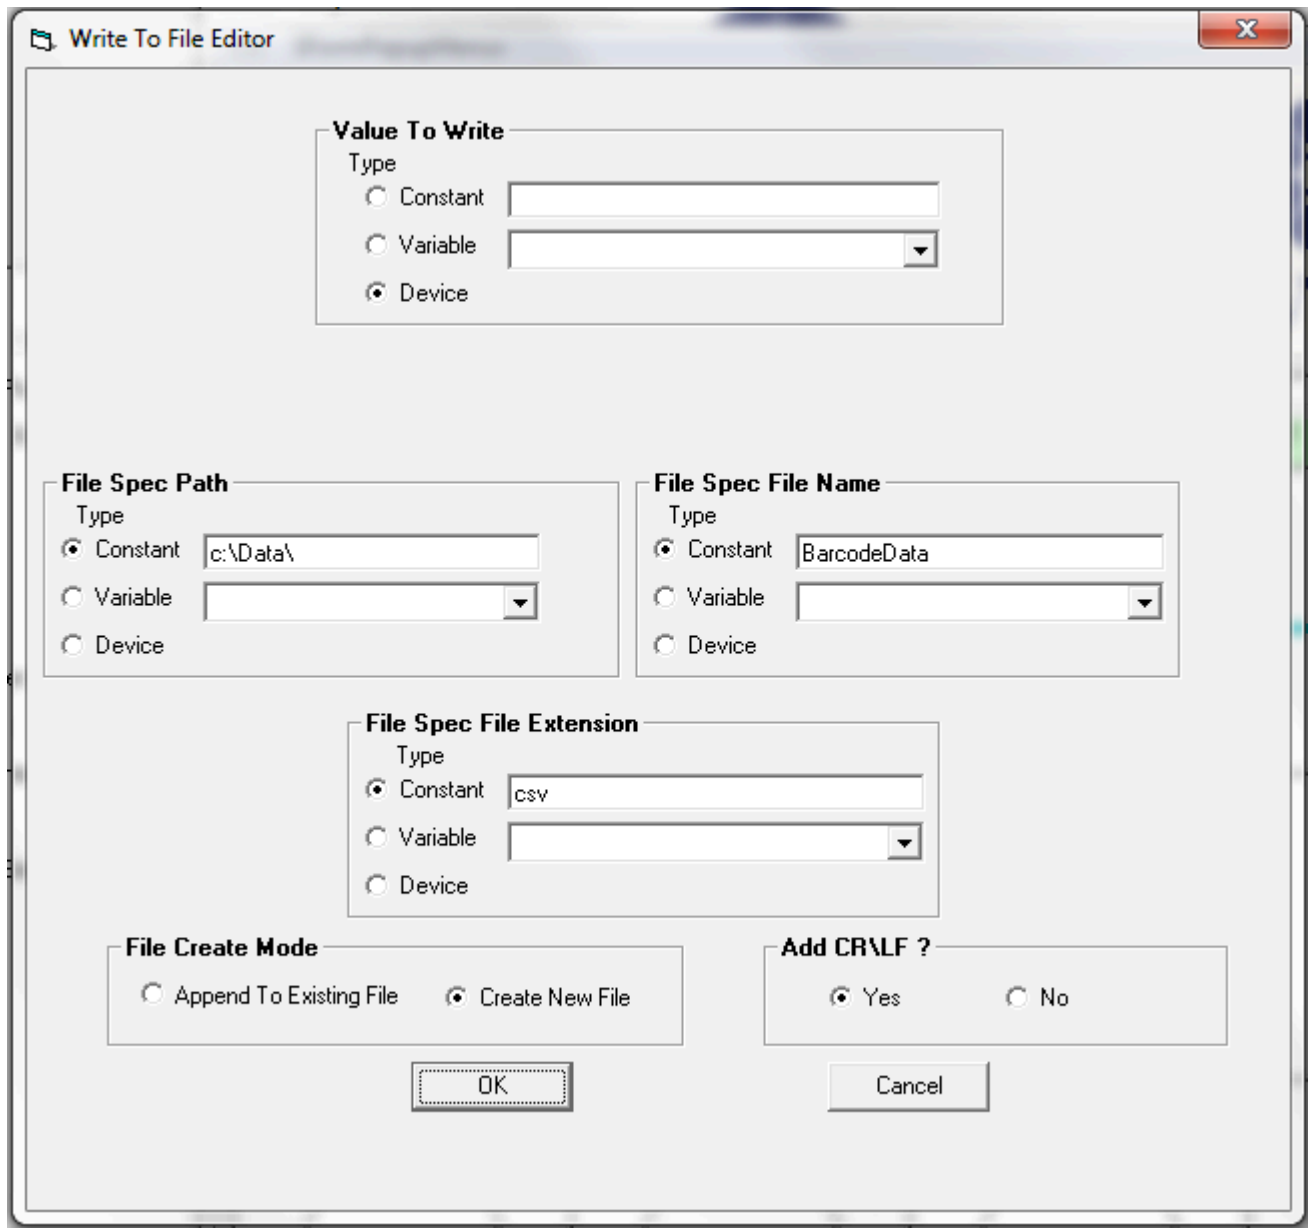 Write To File Editor
Value To Write
Type
Constant
Variable
Device
File Spec Path
Type
Constant c:\Data\
Variable
Device
File Spec File Name
Type
Constant BarcodeData
Variable
Device
File Spec File Extension
Type
Constant csv
Variable
Device
File Create Mode
Append To Existing File Create New File
Add CR\LF ?
Yes No
OK Cancel